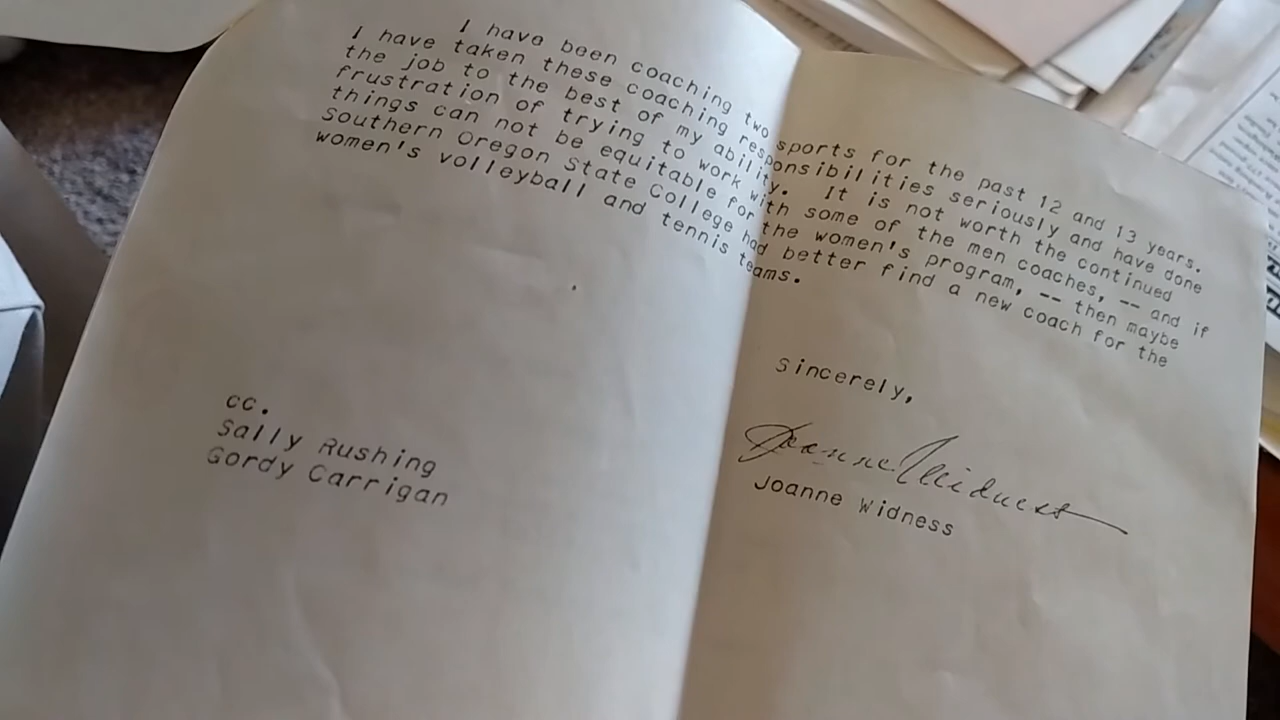 I have been coaching two sports for the past 12 and 13 years.
I have taken these coaching responsibilities seriously and have done
the job to the best of my ability. It is not worth the continued
frustration of trying to work with some of the men coaches, -- and if
things can not be equitable for the women's program, -- then maybe
Southern Oregon State College had better find a new coach for the
women's volleyball and tennis teams.
Sincerely,
Joanne Widness
Joanne Widness
cc.
Sally Rushing
Gordy Carrigan